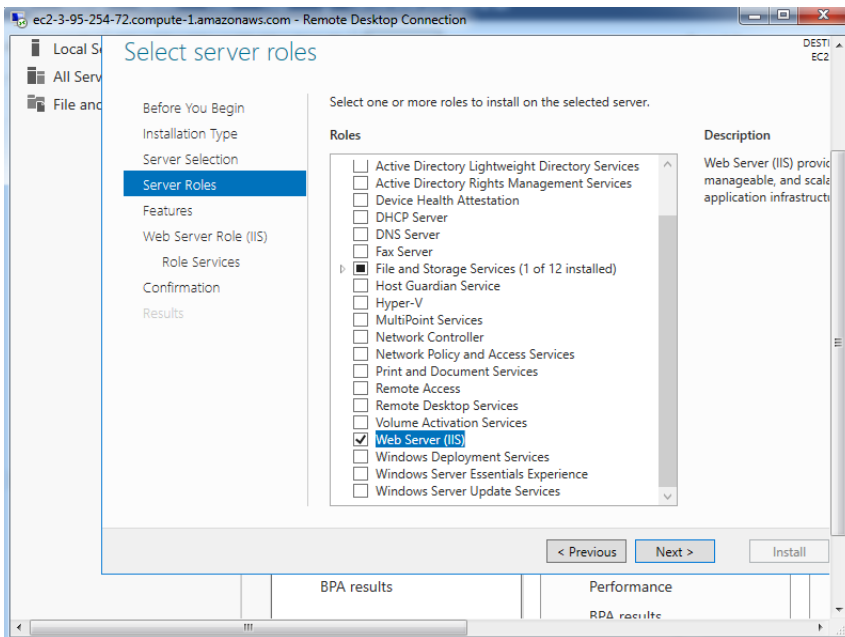 ec2-3-95-254-72.compute-1.amazonaws.com - Remote Desktop Connection
Local
All Serv
File and
Select server roles
DESTI
EC2
Before You Begin
Installation Type
Server Selection
Server Roles
Features
Web Server Role (IIS)
Role Services
Confirmation
Results
Select one or more roles to install on the selected server.
Roles
Active Directory Lightweight Directory Services
Active Directory Rights Management Services
Device Health Attestation
DHCP Server
DNS Server
Fax Server
File and Storage Services (1 of 12 installed)
Host Guardian Service
Hyper-V
MultiPoint Services
Network Controller
Network Policy and Access Services
Print and Document Services
Remote Access
Remote Desktop Services
Volume Activation Services
Web Server (IIS)
Windows Deployment Services
Windows Server Essentials Experience
Windows Server Update Services
Description
Web Server (IIS) provid
manageable, and scala
application infrastructu
< Previous
Next >
Install
BPA results
Performance
BPA results